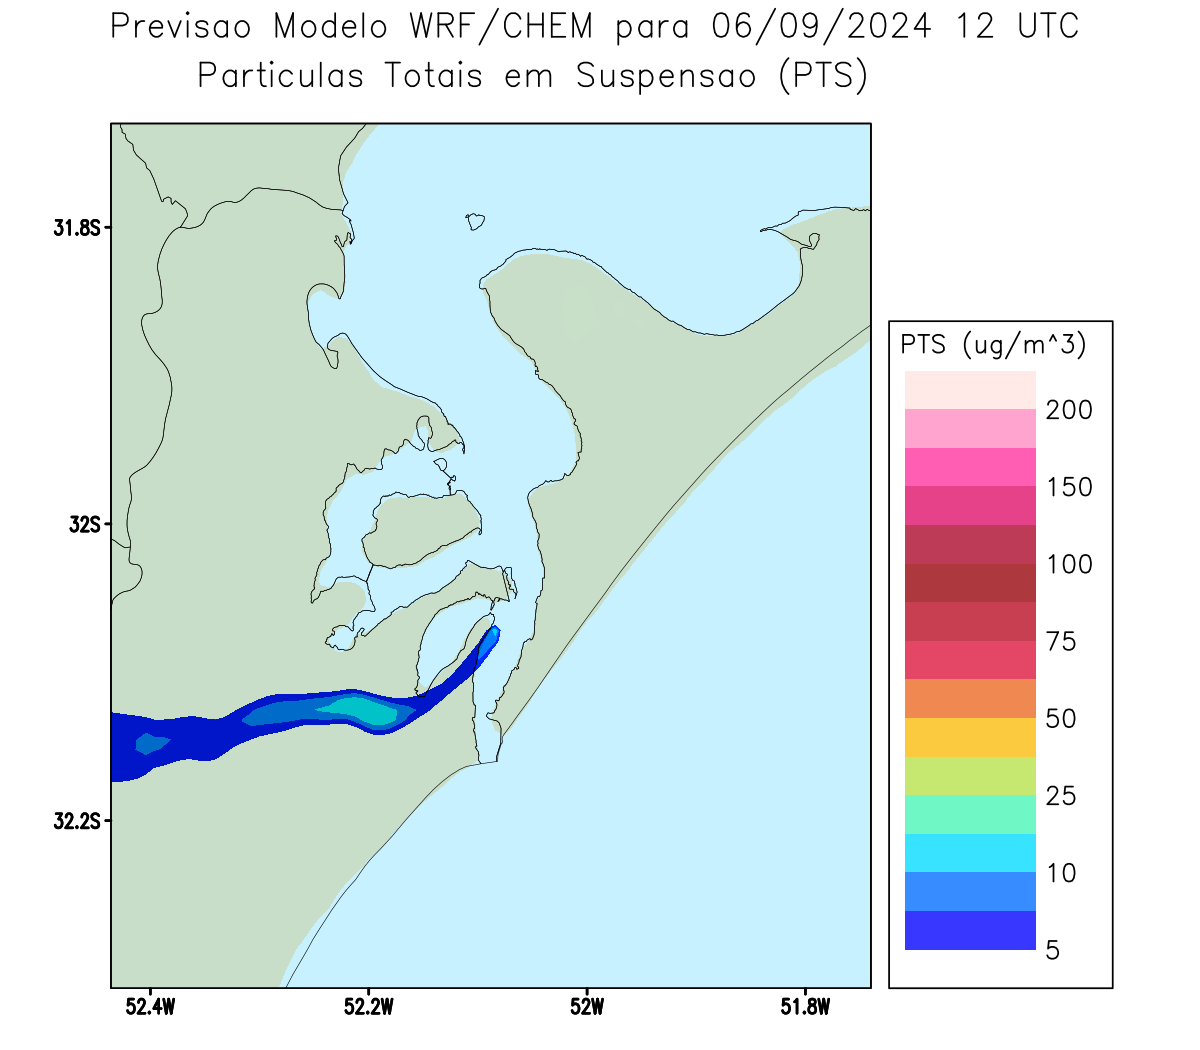 Previsao Modelo WRF/CHEM para 06/09/2024 12 UTC
Particulas Totais em Suspensao (PTS)
31.8S
32S
32.2S
52.4W
52.2W
52W
51.8W
PTS (ug/m^3)
200
150
100
75
50
25
10
5